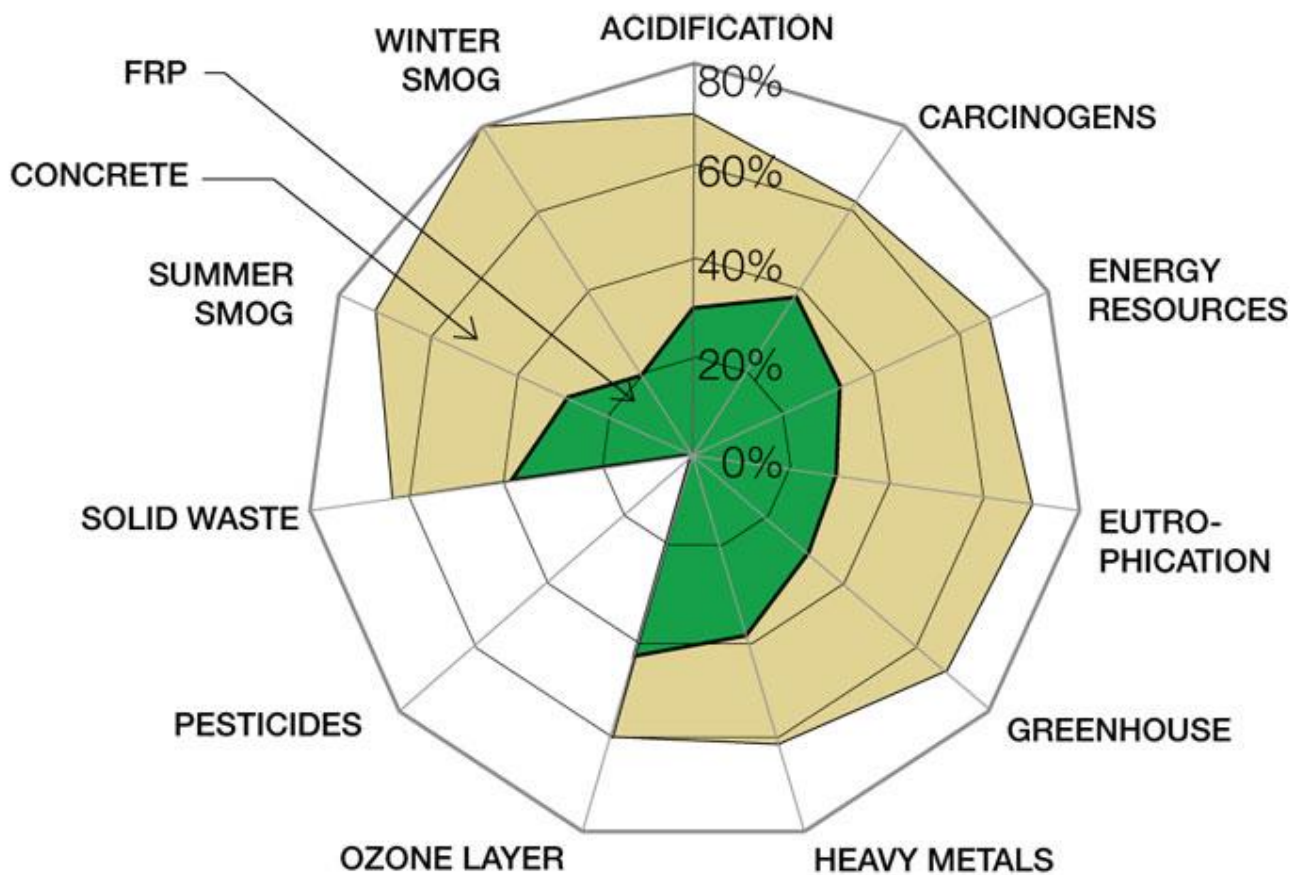 ACIDIFICATION
WINTER
SMOG
FRP
80%
CARCINOGENS
CONCRETE
60%
SUMMER
SMOG
40%
ENERGY
RESOURCES
20%
0%
SOLID WASTE
EUTRO-
PHICATION
PESTICIDES
GREENHOUSE
OZONE LAYER
HEAVY METALS